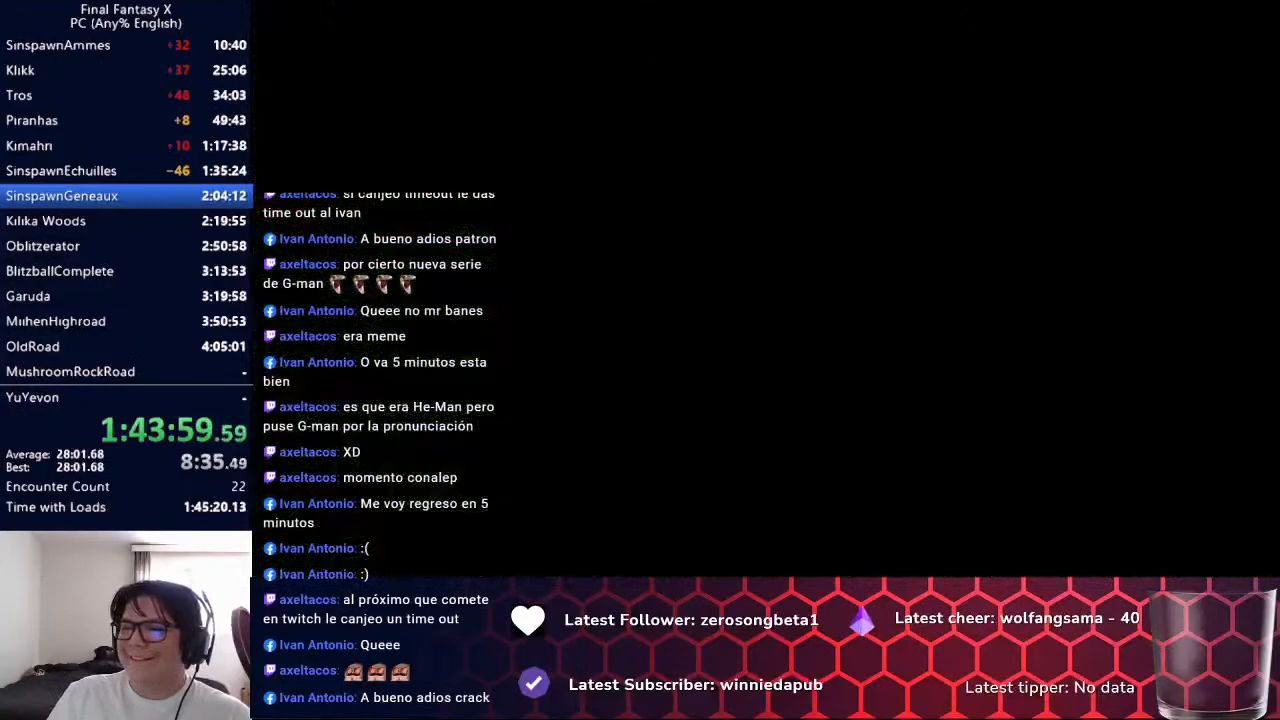 Final Fantasy X
PC (Any% English)
SinspawnAmmes +32 10:40
Klikk +37 25:06
Tros +48 34:03
Piranhas +8 49:43
Kimahri +10 1:17:38
SinspawnEchuilles −46 1:35:24
SinspawnGeneaux 2:04:12
Kilika Woods 2:19:55
Oblitzerator 2:50:58
BlitzballComplete 3:13:53
Garuda 3:19:58
MiihenHighroad 3:50:53
OldRoad 4:05:01
MushroomRockRoad -
YuYevon -
1:43:59.59
Average: 28:01.68
Best: 28:01.68
8:35.49
Encounter Count 22
Time with Loads 1:45:20.13
axeltacos: si canjeo timeout le das
time out al ivan
Ivan Antonio: A bueno adios patron
axeltacos: por cierto nueva serie
de G-man
Ivan Antonio: Queee no mr banes
axeltacos: era meme
Ivan Antonio: O va 5 minutos esta
bien
axeltacos: es que era He-Man pero
puse G-man por la pronunciación
axeltacos: XD
axeltacos: momento conalep
Ivan Antonio: Me voy regreso en 5
minutos
Ivan Antonio: :(
Ivan Antonio: :)
axeltacos: al próximo que comete
en twitch le canjeo un time out
Ivan Antonio: Queee
axeltacos:
Ivan Antonio: A bueno adios crack
Latest Follower: zerosongbeta1
Latest cheer: wolfangsama - 40
Latest Subscriber: winniedapub
Latest tipper: No data